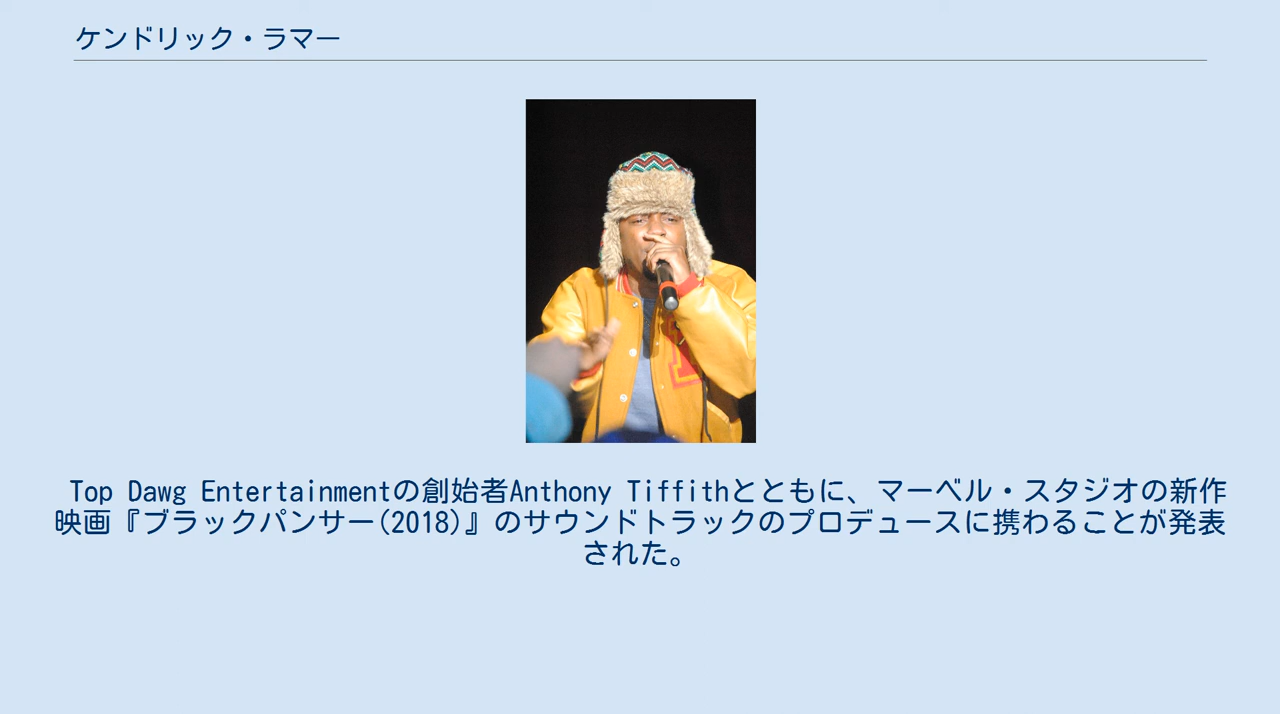 ケンドリック・ラマー
Top Dawg Entertainmentの創始者Anthony Tiffithとともに、マーベル・スタジオの新作
映画『ブラックパンサー(2018)』のサウンドトラックのプロデュースに携わることが発表
された。